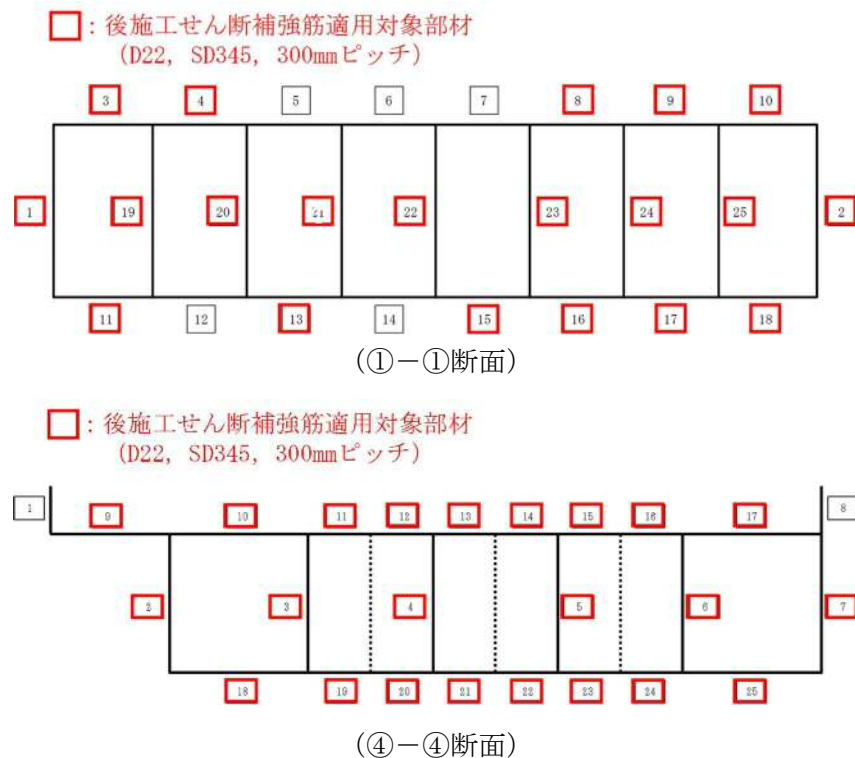 □：後施工せん断補強筋適用対象部材
(D22, SD345, 300mmピッチ)
3 4 5 6 7 8 9 10
1 19 20 21 22 23 24 25 2
11 12 13 14 15 16 17 18
(①－①断面)
□：後施工せん断補強筋適用対象部材
(D22, SD345, 300mmピッチ)
1 9 10 11 12 13 14 15 16 17 8
2 3 4 5 6 7
18 19 20 21 22 23 24 25
(④－④断面)